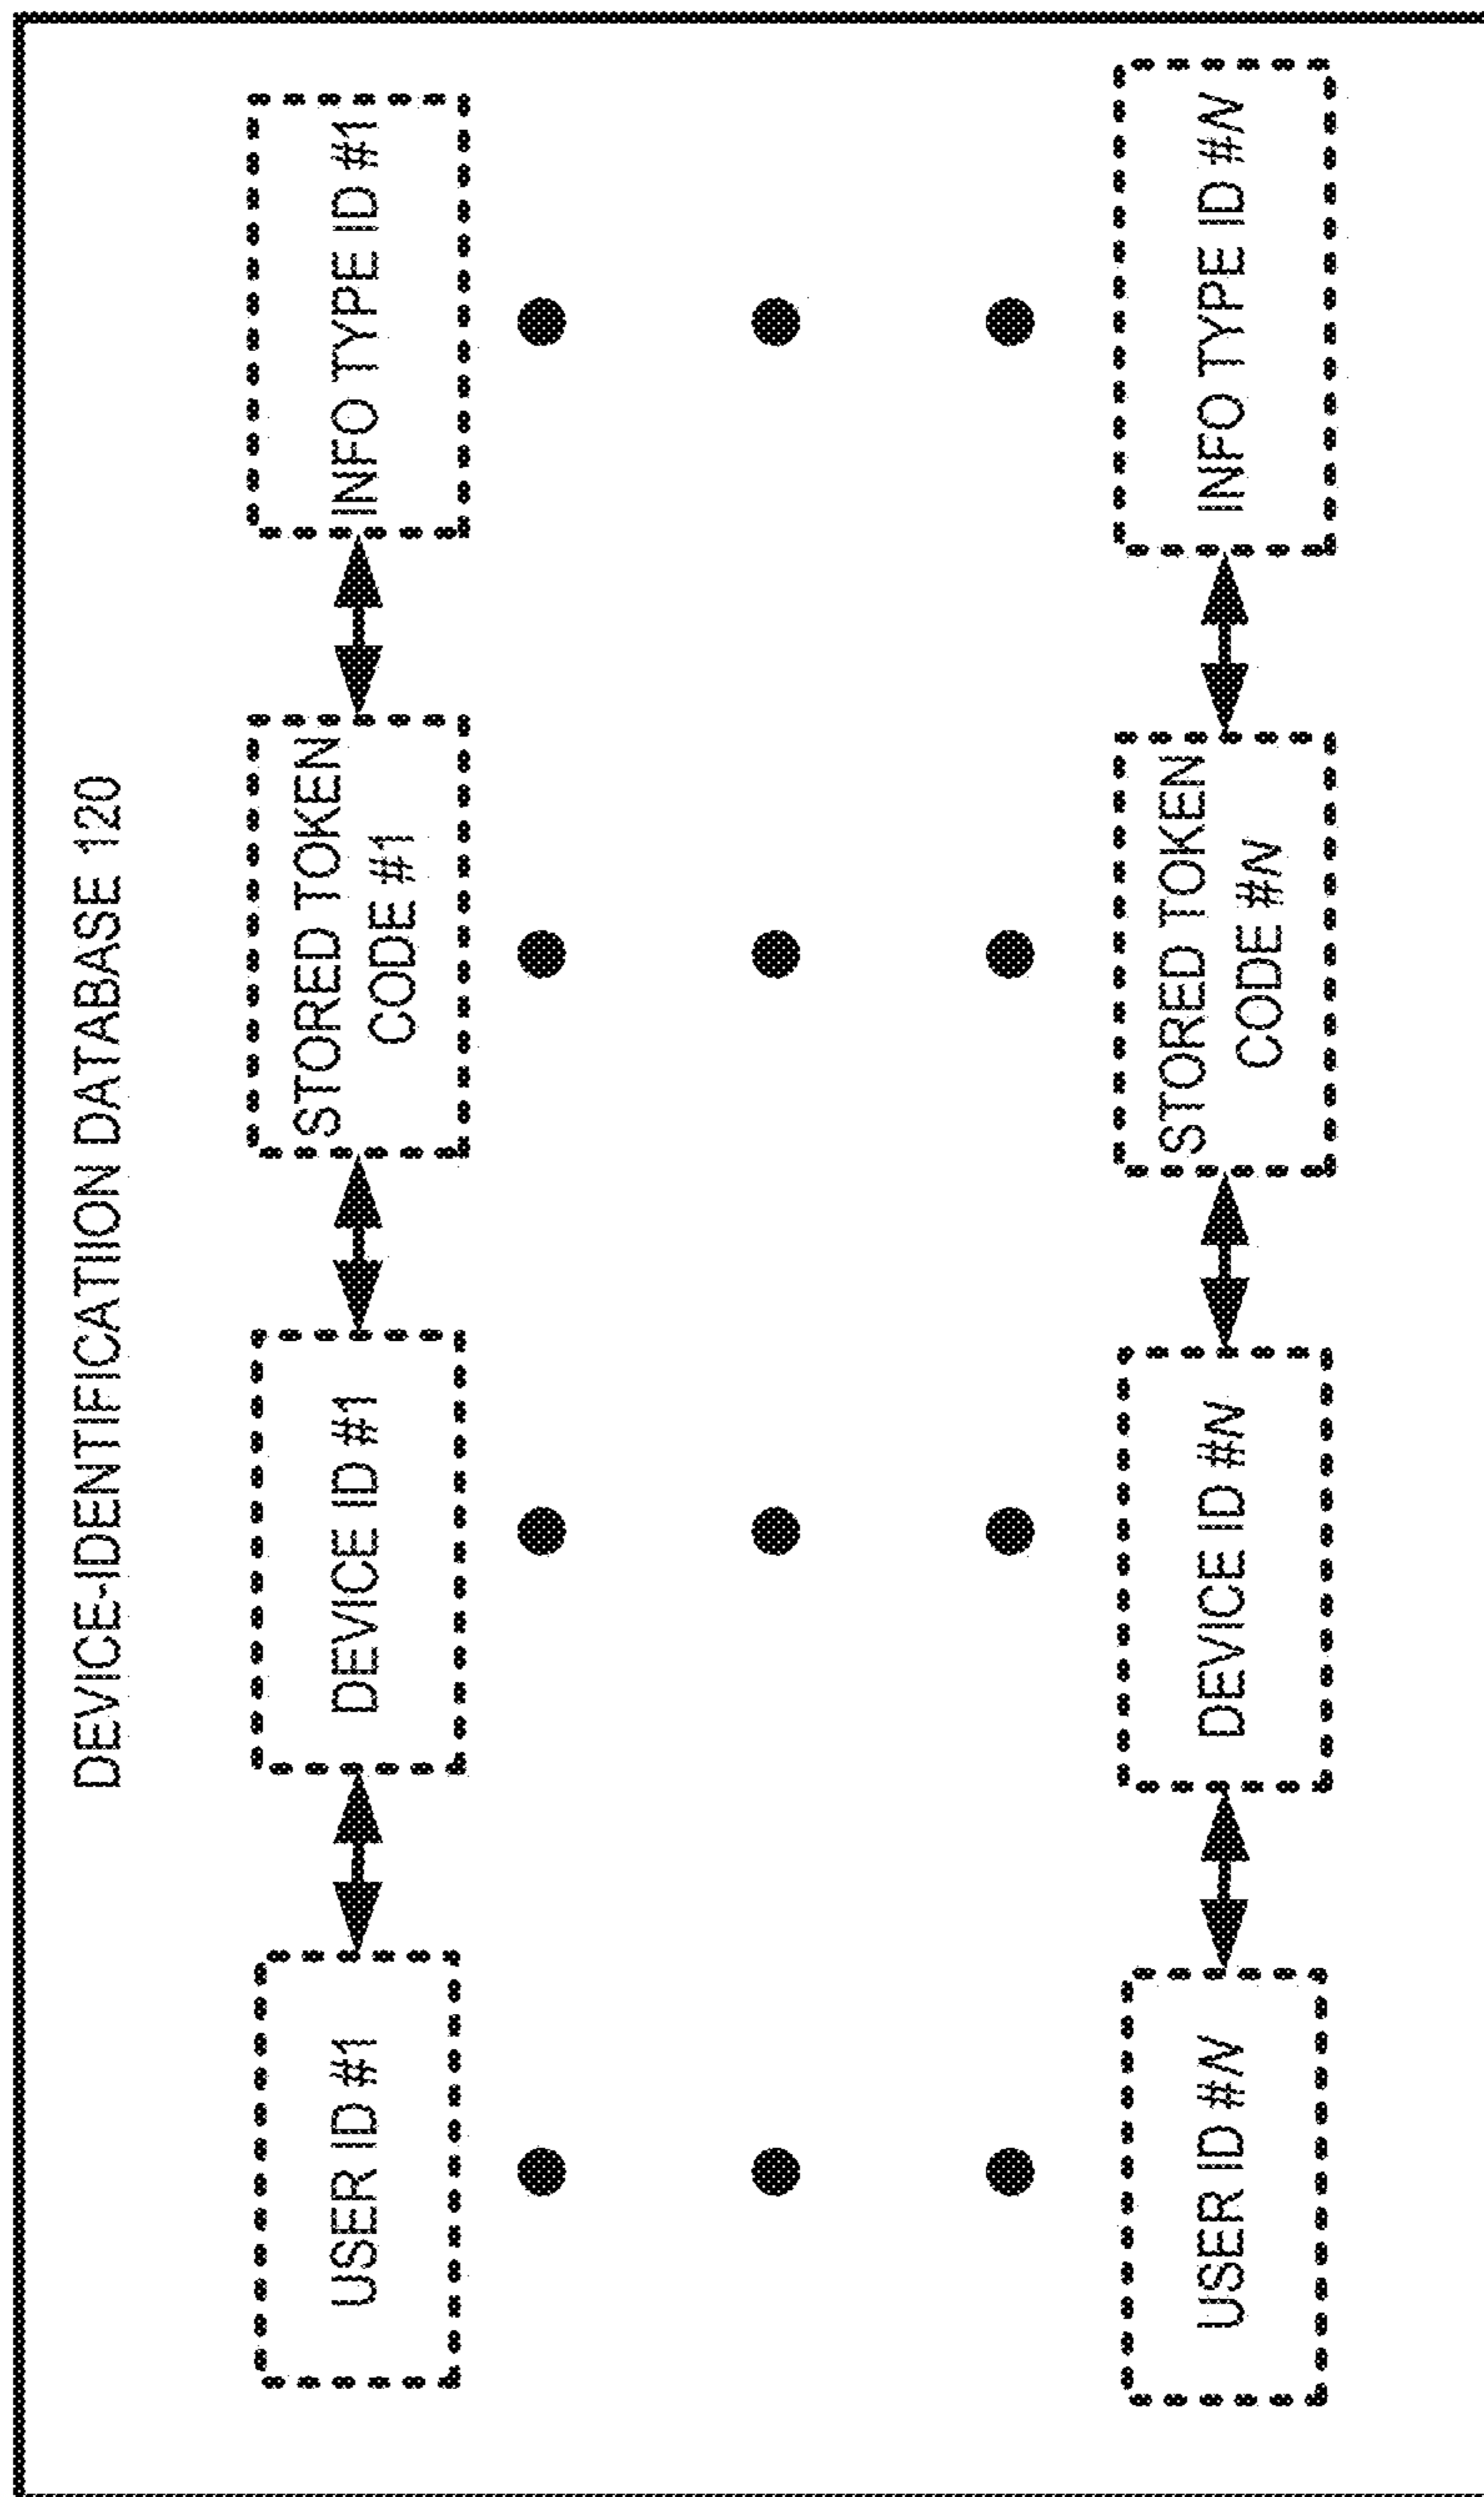 DEVICE-IDENTIFICATION DATABASE 120
USER ID #1
DEVICE ID #1
STORED TOKEN
CODE #1
INFO TYPE ID #1
USER ID #N
DEVICE ID #N
STORED TOKEN
CODE #N
INFO TYPE ID #N